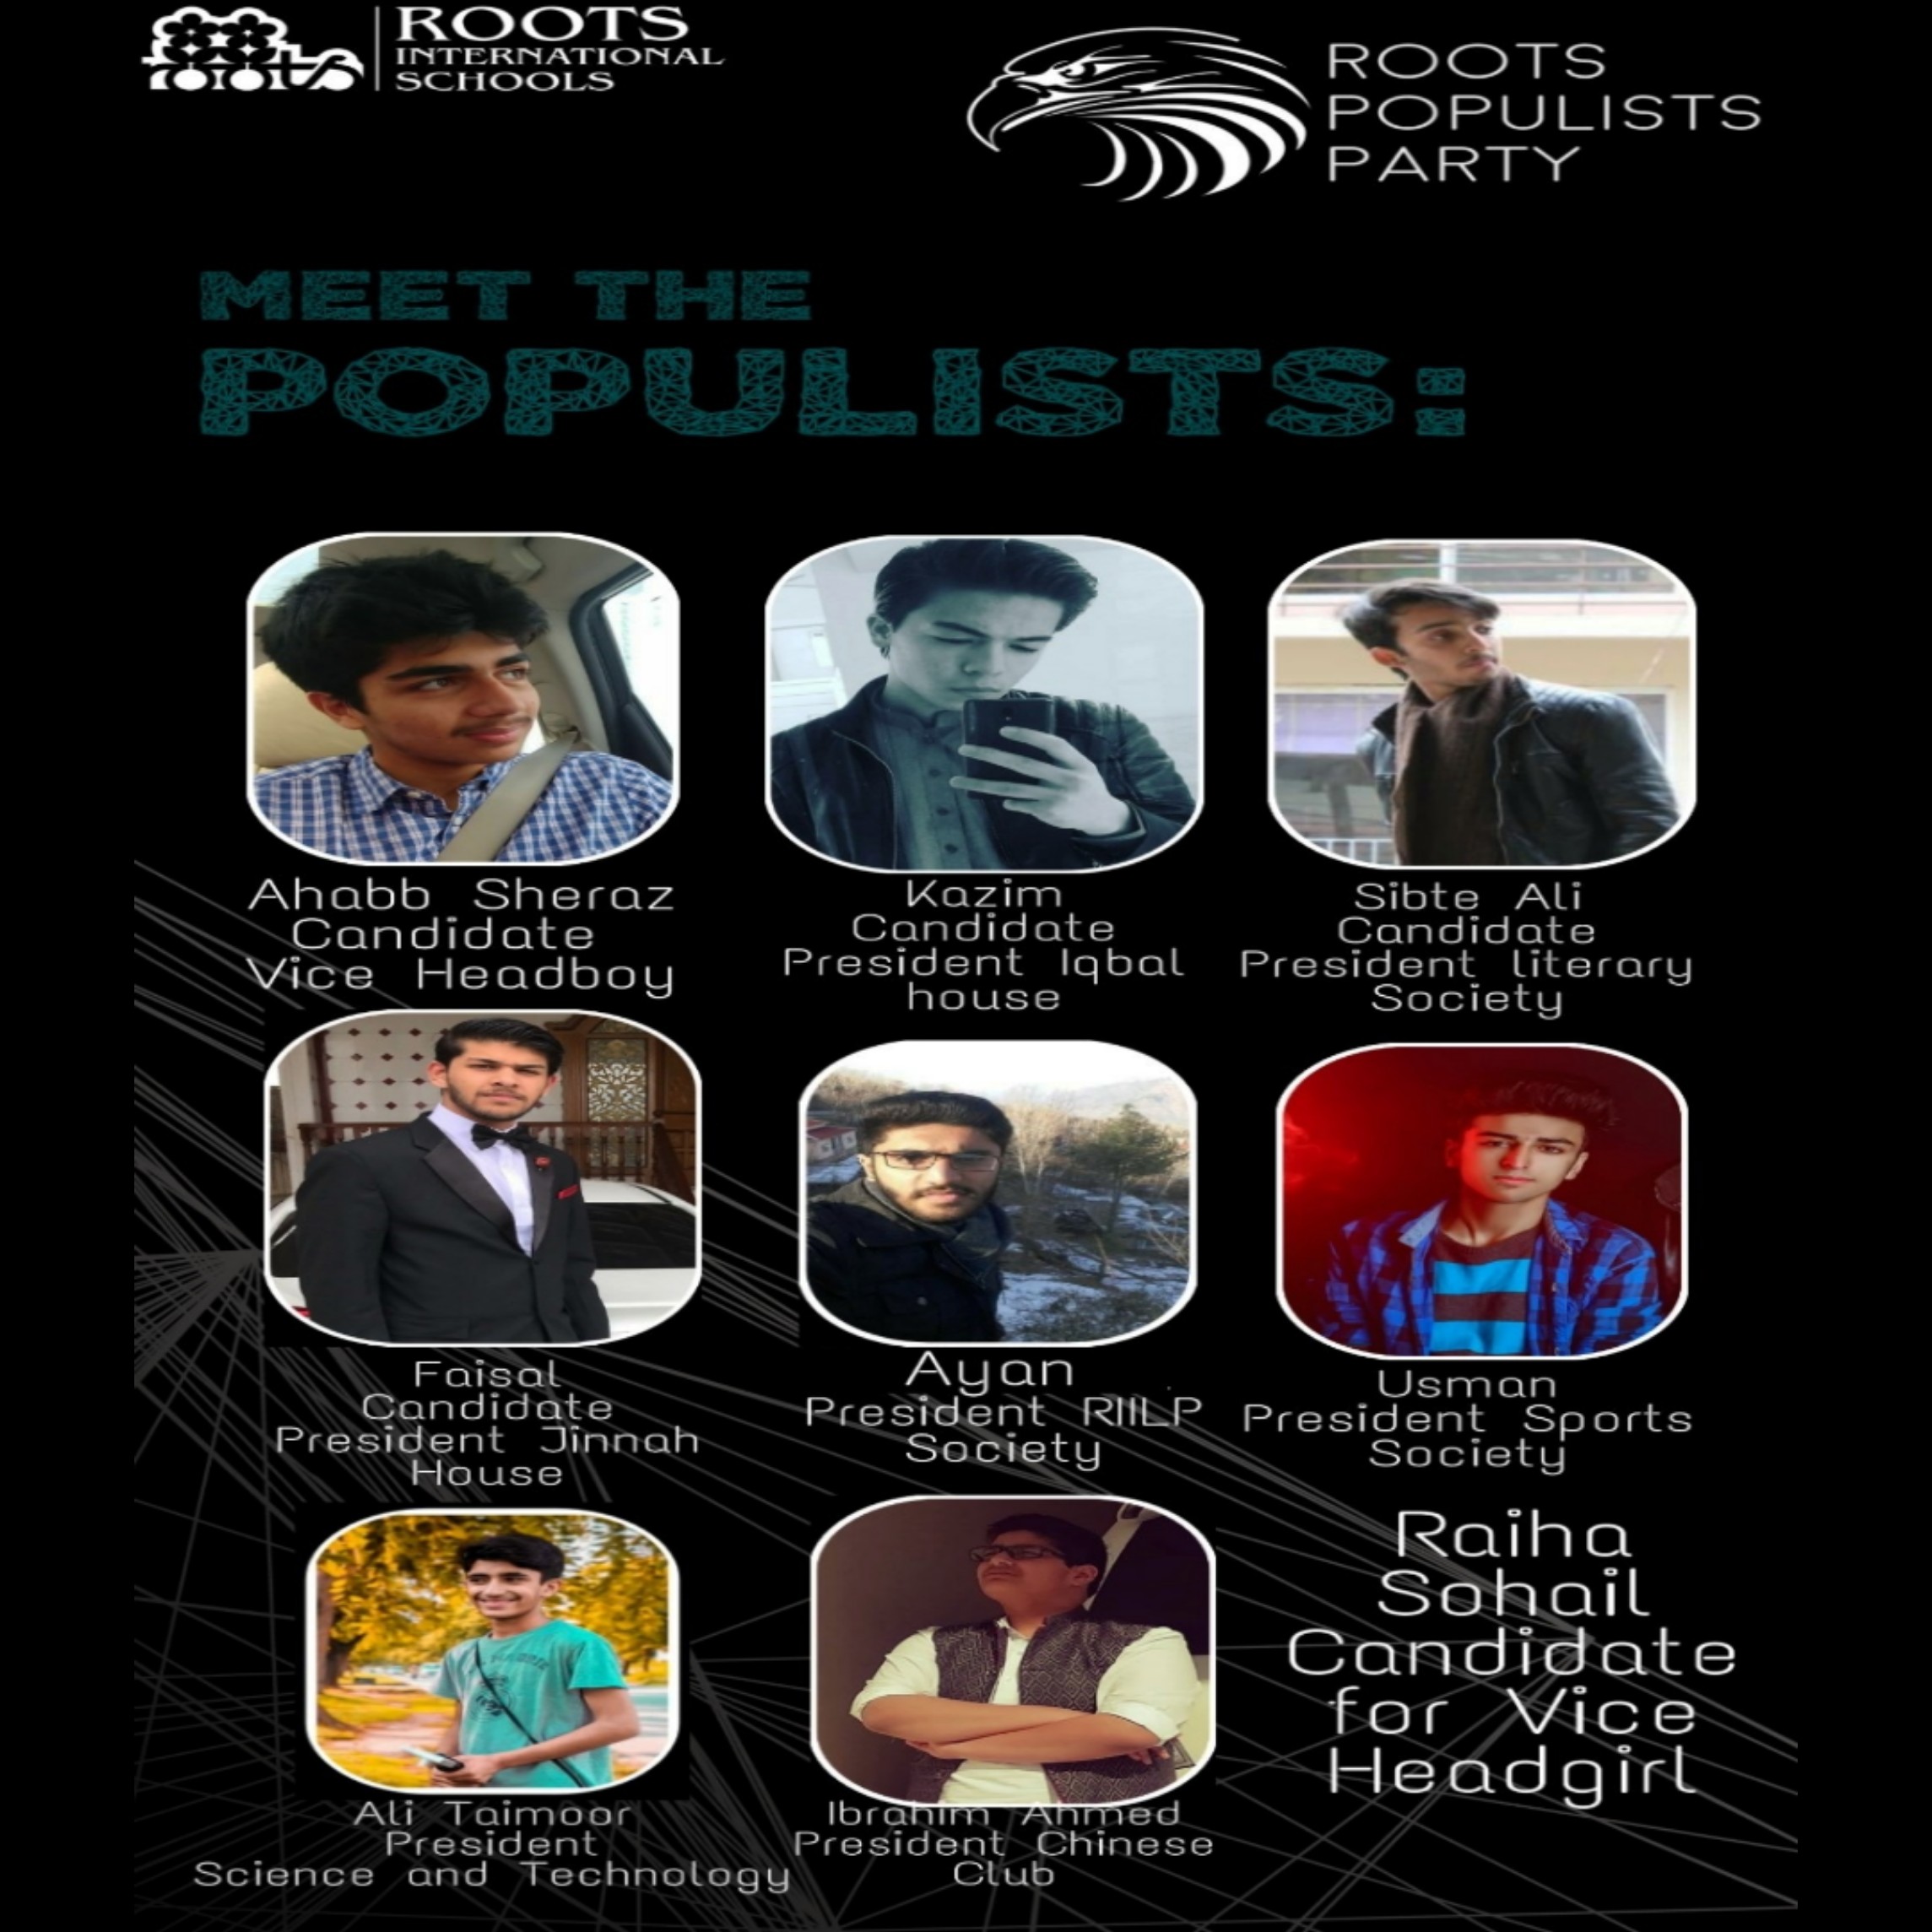 ROOTS
INTERNATIONAL
SCHOOLS
ROOTS
POPULISTS
PARTY
MEET THE
POPULISTS:
Ahabb Sheraz
Candidate
Vice Headboy
Kazim
Candidate
President Iqbal
house
Sibte Ali
Candidate
President literary
Society
Faisal
Candidate
President Jinnah
House
Ayan
President RIILP
Society
Usman
President Sports
Society
Ali Taimoor
President
Science and Technology
Ibrahim Ahmed
President Chinese
Club
Raiha
Sohail
Candidate
for Vice
Headgirl